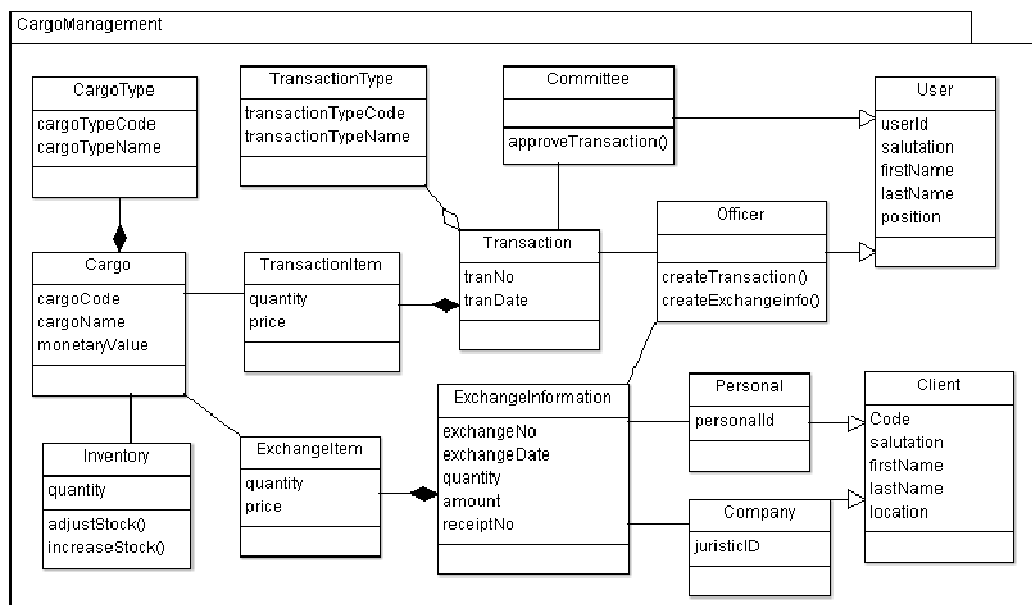 CargoManagement
CargoType
cargoTypeCode
cargoTypeName
TransactionType
transactionTypeCode
transactionTypeName
Committee
approveTransaction()
User
userId
salutation
firstName
lastName
position
Officer
createTransaction()
createExchangeinfo()
Cargo
cargoCode
cargoName
monetaryValue
TransactionItem
quantity
price
Transaction
tranNo
tranDate
Inventory
quantity
adjustStock()
increaseStock()
ExchangeItem
quantity
price
ExchangeInformation
exchangeNo
exchangeDate
quantity
amount
receiptNo
Personal
personalId
Company
juristicID
Client
Code
salutation
firstName
lastName
location